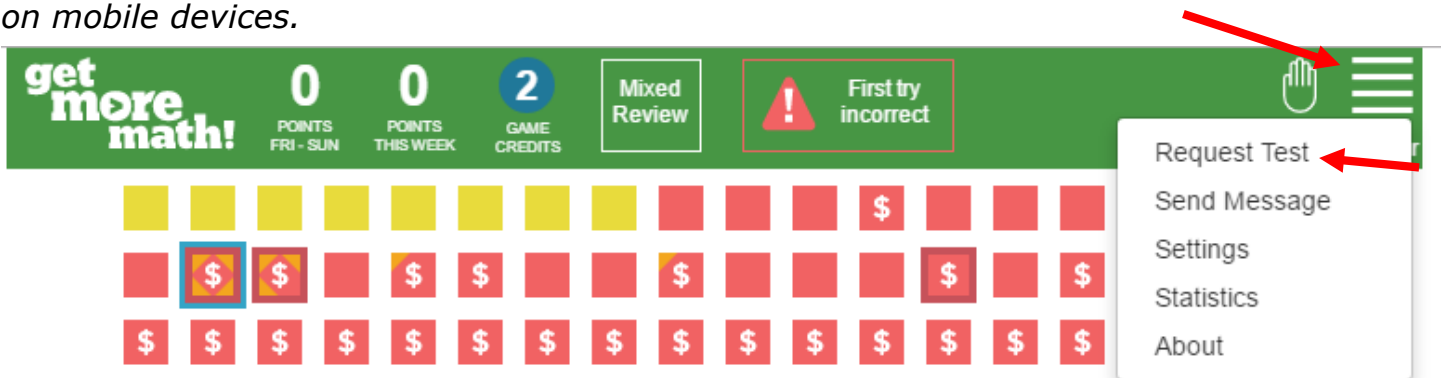 on mobile devices.
get more math!
0 POINTS FRI - SUN
0 POINTS THIS WEEK
2 GAME CREDITS
Mixed Review
! First try incorrect
r
Request Test
Send Message
Settings
Statistics
About
$
$ $ $ $ $ $ $
$ $ $ $ $ $ $ $ $ $ $ $ $ $ $